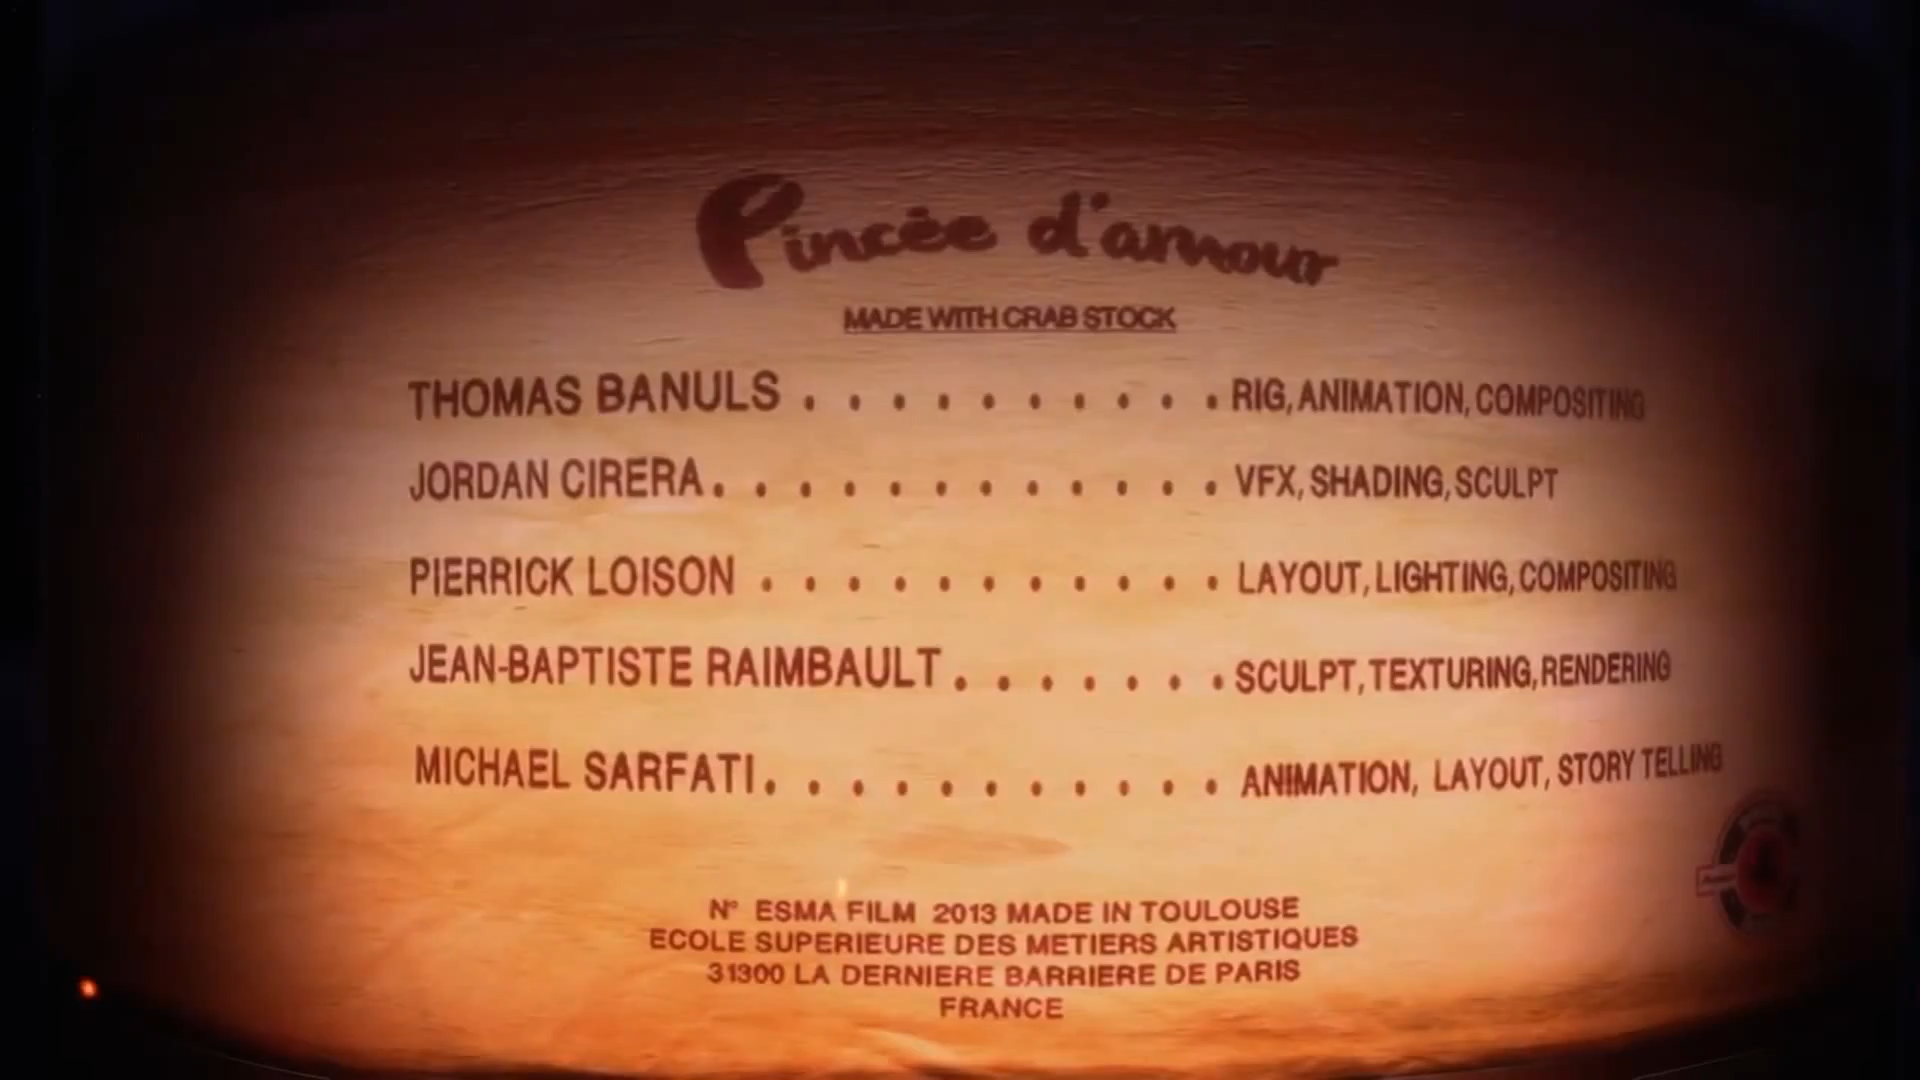 Pincée d'amour
MADE WITH CRAB STOCK
THOMAS BANULS . . . . . . . . . . RIG, ANIMATION, COMPOSITING
JORDAN CIRERA. . . . . . . . . . . . VFX, SHADING, SCULPT
PIERRICK LOISON . . . . . . . . . . . LAYOUT, LIGHTING, COMPOSITING
JEAN-BAPTISTE RAIMBAULT. . . . . . . SCULPT, TEXTURING, RENDERING
MICHAEL SARFATI. . . . . . . . . . . ANIMATION, LAYOUT, STORY TELLING
N° ESMA FILM 2013 MADE IN TOULOUSE
ECOLE SUPERIEURE DES METIERS ARTISTIQUES
31300 LA DERNIERE BARRIERE DE PARIS
FRANCE